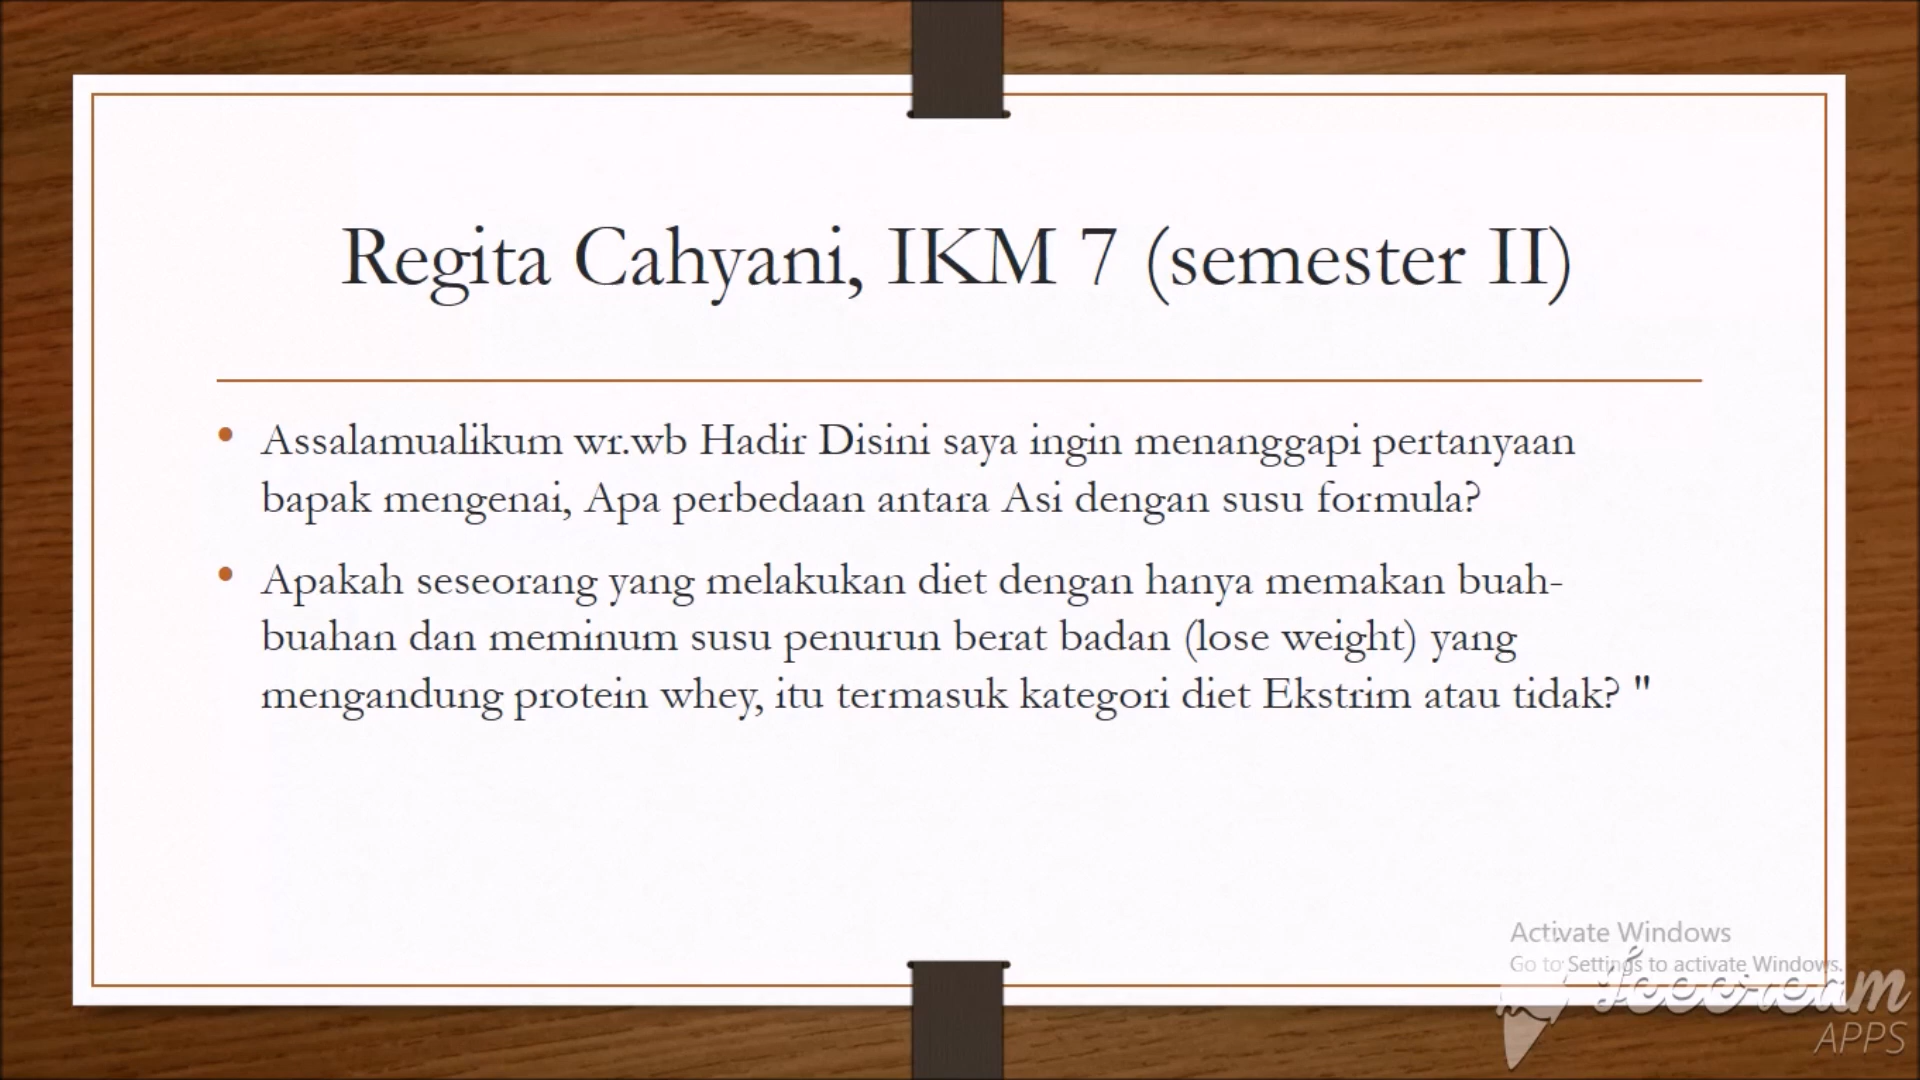 Regita Cahyani, IKM 7 (semester II)
• Assalamualikum wr.wb Hadir Disini saya ingin menanggapi pertanyaan
bapak mengenai, Apa perbedaan antara Asi dengan susu formula?
• Apakah seseorang yang melakukan diet dengan hanya memakan buah-
buahan dan meminum susu penurun berat badan (lose weight) yang
mengandung protein whey, itu termasuk kategori diet Ekstrim atau tidak? "
Activate Windows
Go to Settings to activate Windows.
Icecream
APPS